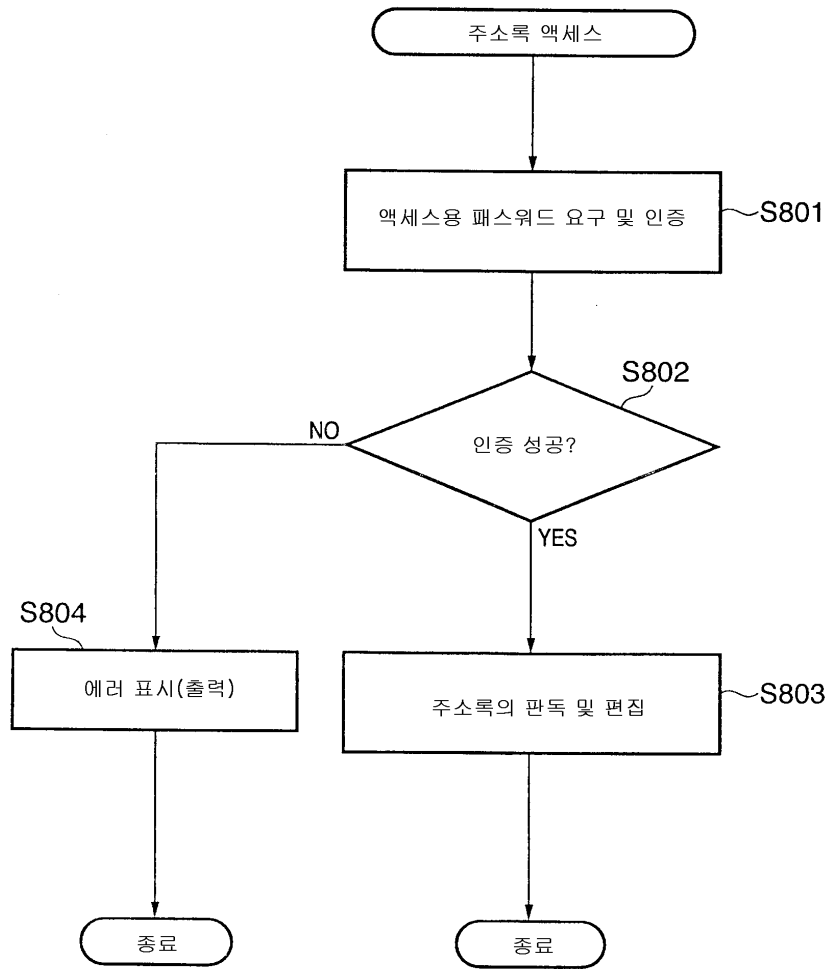 주소록 액세스
액세스용 패스워드 요구 및 인증
S801
S802
인증 성공?
NO
YES
S804
에러 표시(출력)
주소록의 판독 및 편집
S803
종료
종료